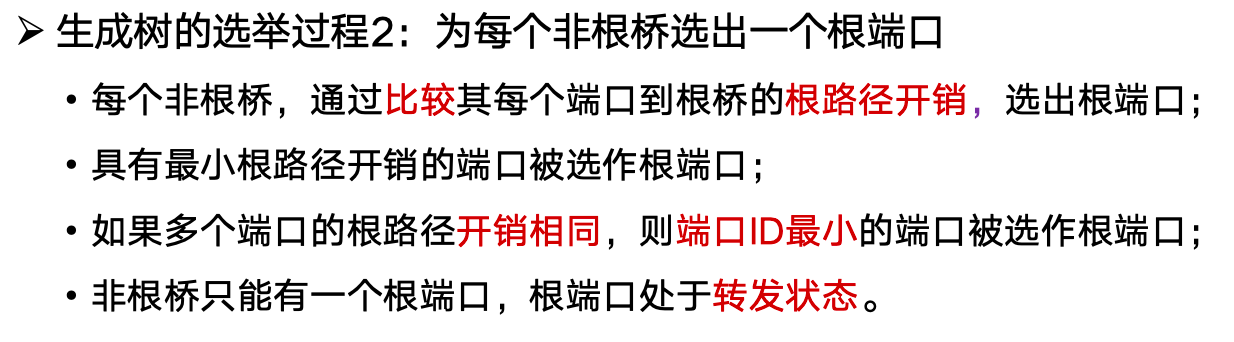 ➢ 生成树的选举过程2：为每个非根桥选出一个根端口
• 每个非根桥，通过比较其每个端口到根桥的根路径开销，选出根端口；
• 具有最小根路径开销的端口被选作根端口；
• 如果多个端口的根路径开销相同，则端口ID最小的端口被选作根端口；
• 非根桥只能有一个根端口，根端口处于转发状态。